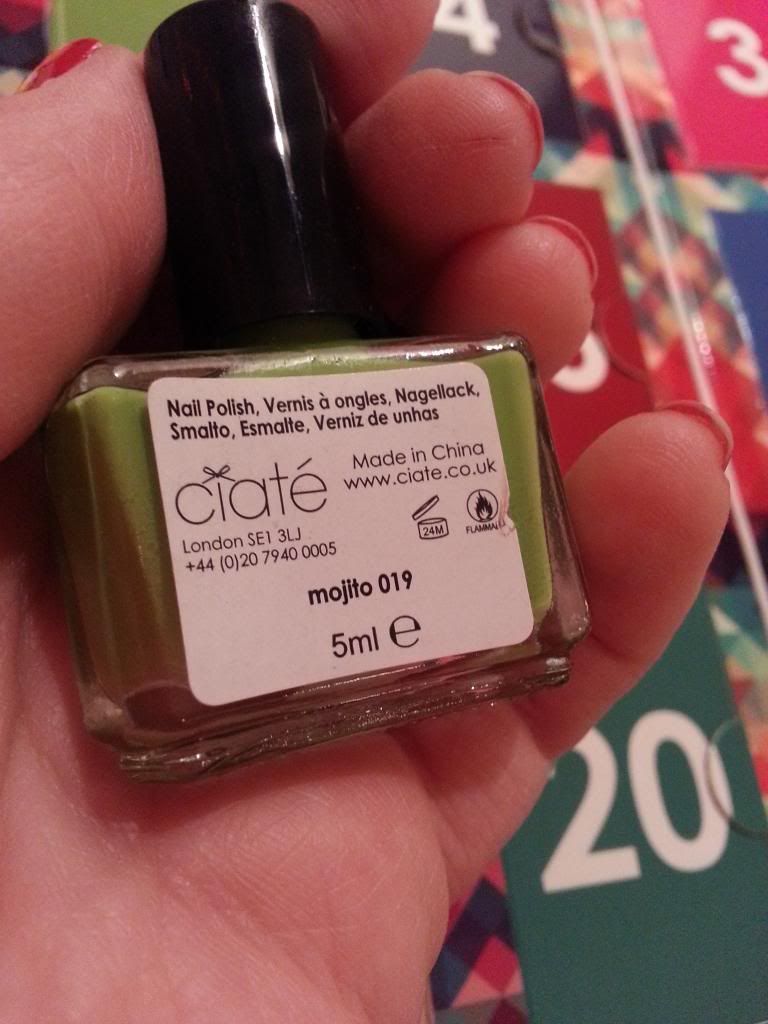 4
3
Nail Polish, Vernis à ongles, Nagellack,
Smalto, Esmalte, Verniz de unhas
ciaté
Made in China
www.ciate.co.uk
London SE1 3LJ
+44 (0)20 7940 0005
24M
mojito 019
5ml ℮
20